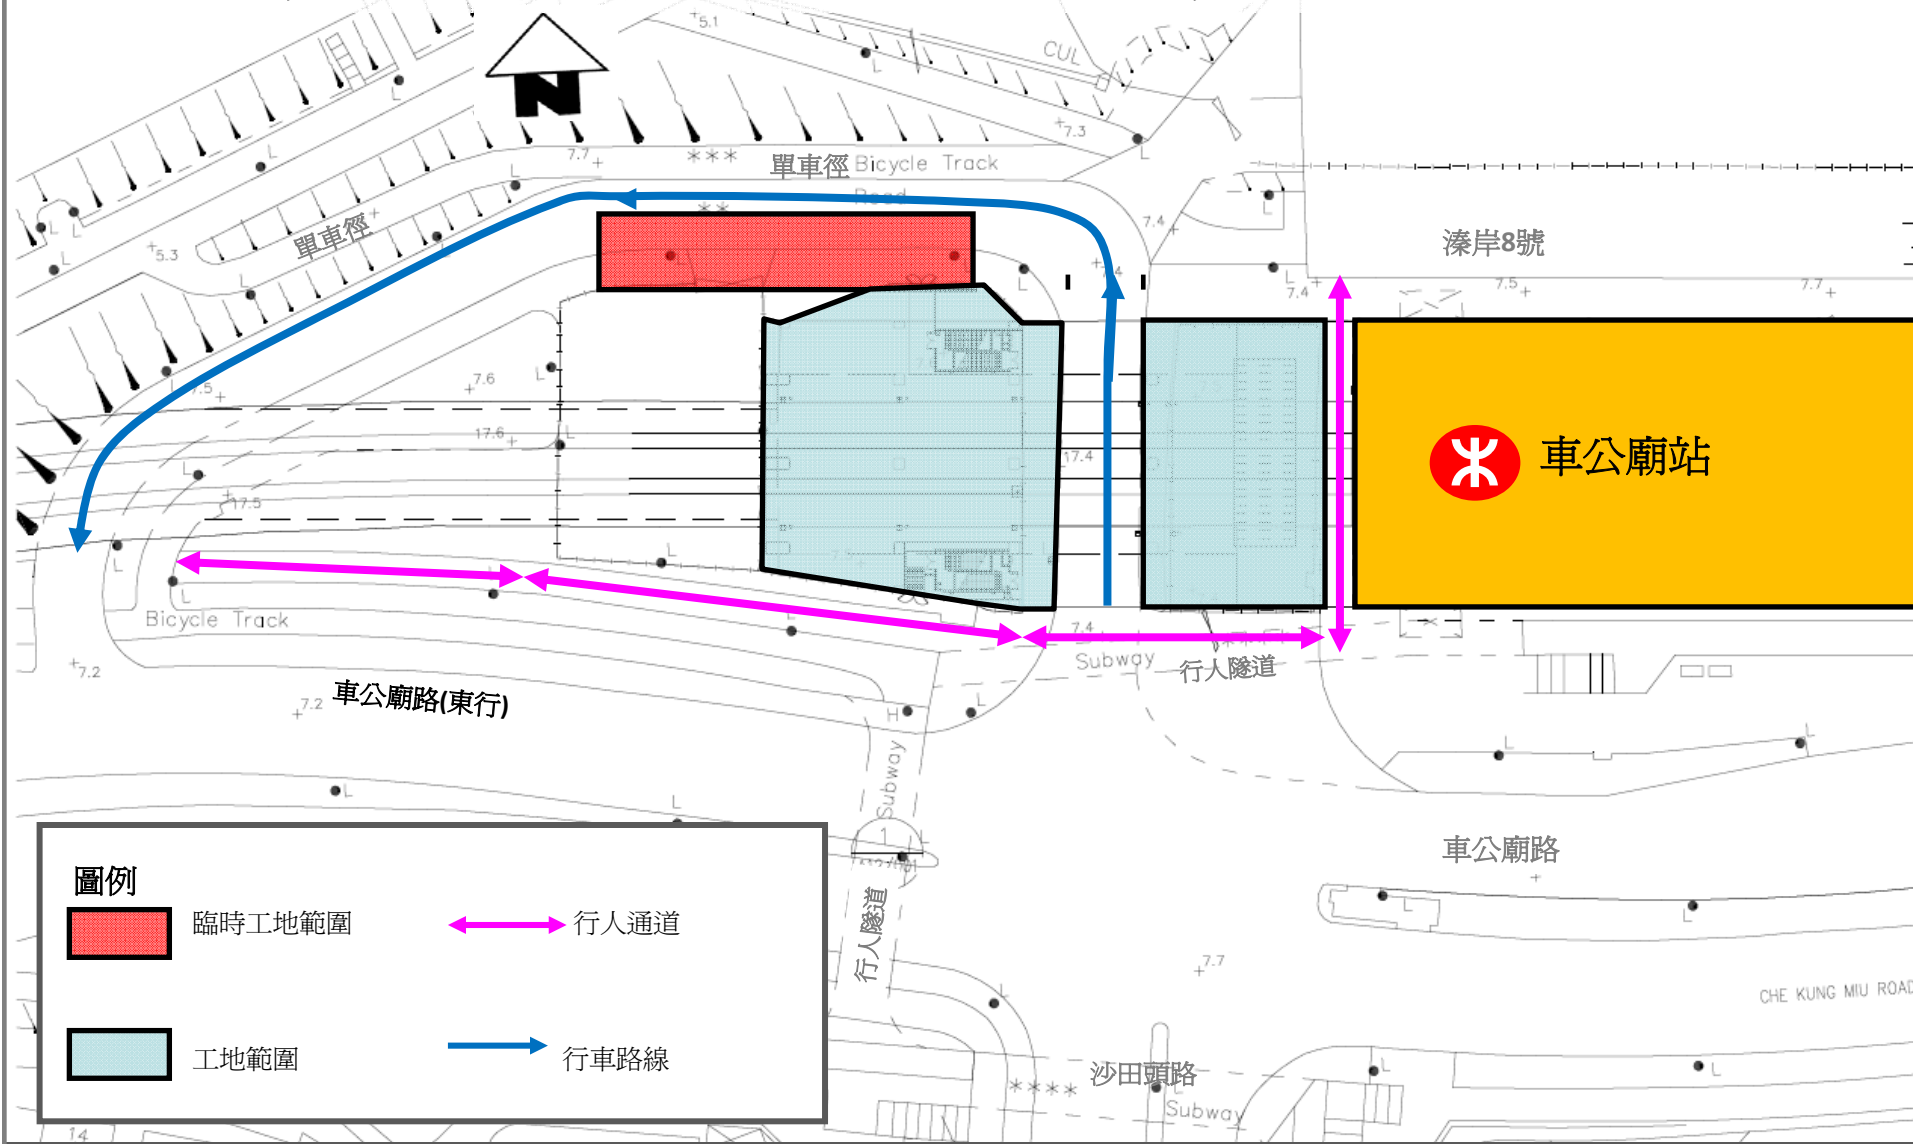 5.1
CUL
L
N
L
7.3
7.7
***
單車徑
Bicycle Track
L
L
L
Road
**
L
L
L
單車徑
5.3
L
7.4
溱岸8號
L
L
7.4
L
7.4
7.5
7.7
L
7.5
7.6
L
17.6
L
17.4
車公廟站
L
17.5
L
L
L
Bicycle Track
7.4
Subway
行人隧道
7.2
車公廟路(東行)
7.2
H
L
L
L
Subway
L
L
1
車公廟路
圖例
臨時工地範圍
行人通道
行人隧道
L
L
7.7
L
CHE KUNG MIU ROAD
工地範圍
行車路線
沙田頭路
****
L
L
L
Subway
14